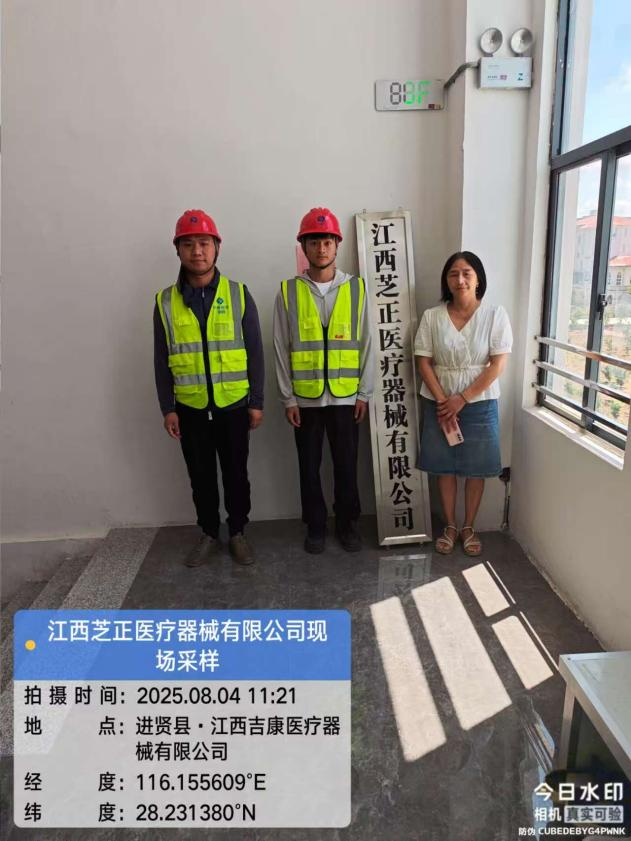 江西芝正医疗器械有限公司
江西芝正医疗器械有限公司现
场采样
拍摄时间：2025.08.04 11:21
地 点：进贤县·江西吉康医疗器
械有限公司
经 度：116.155609°E
纬 度：28.231380°N
今日水印
相机 真实可验
防伪 CUBEDEBYG4PWNK